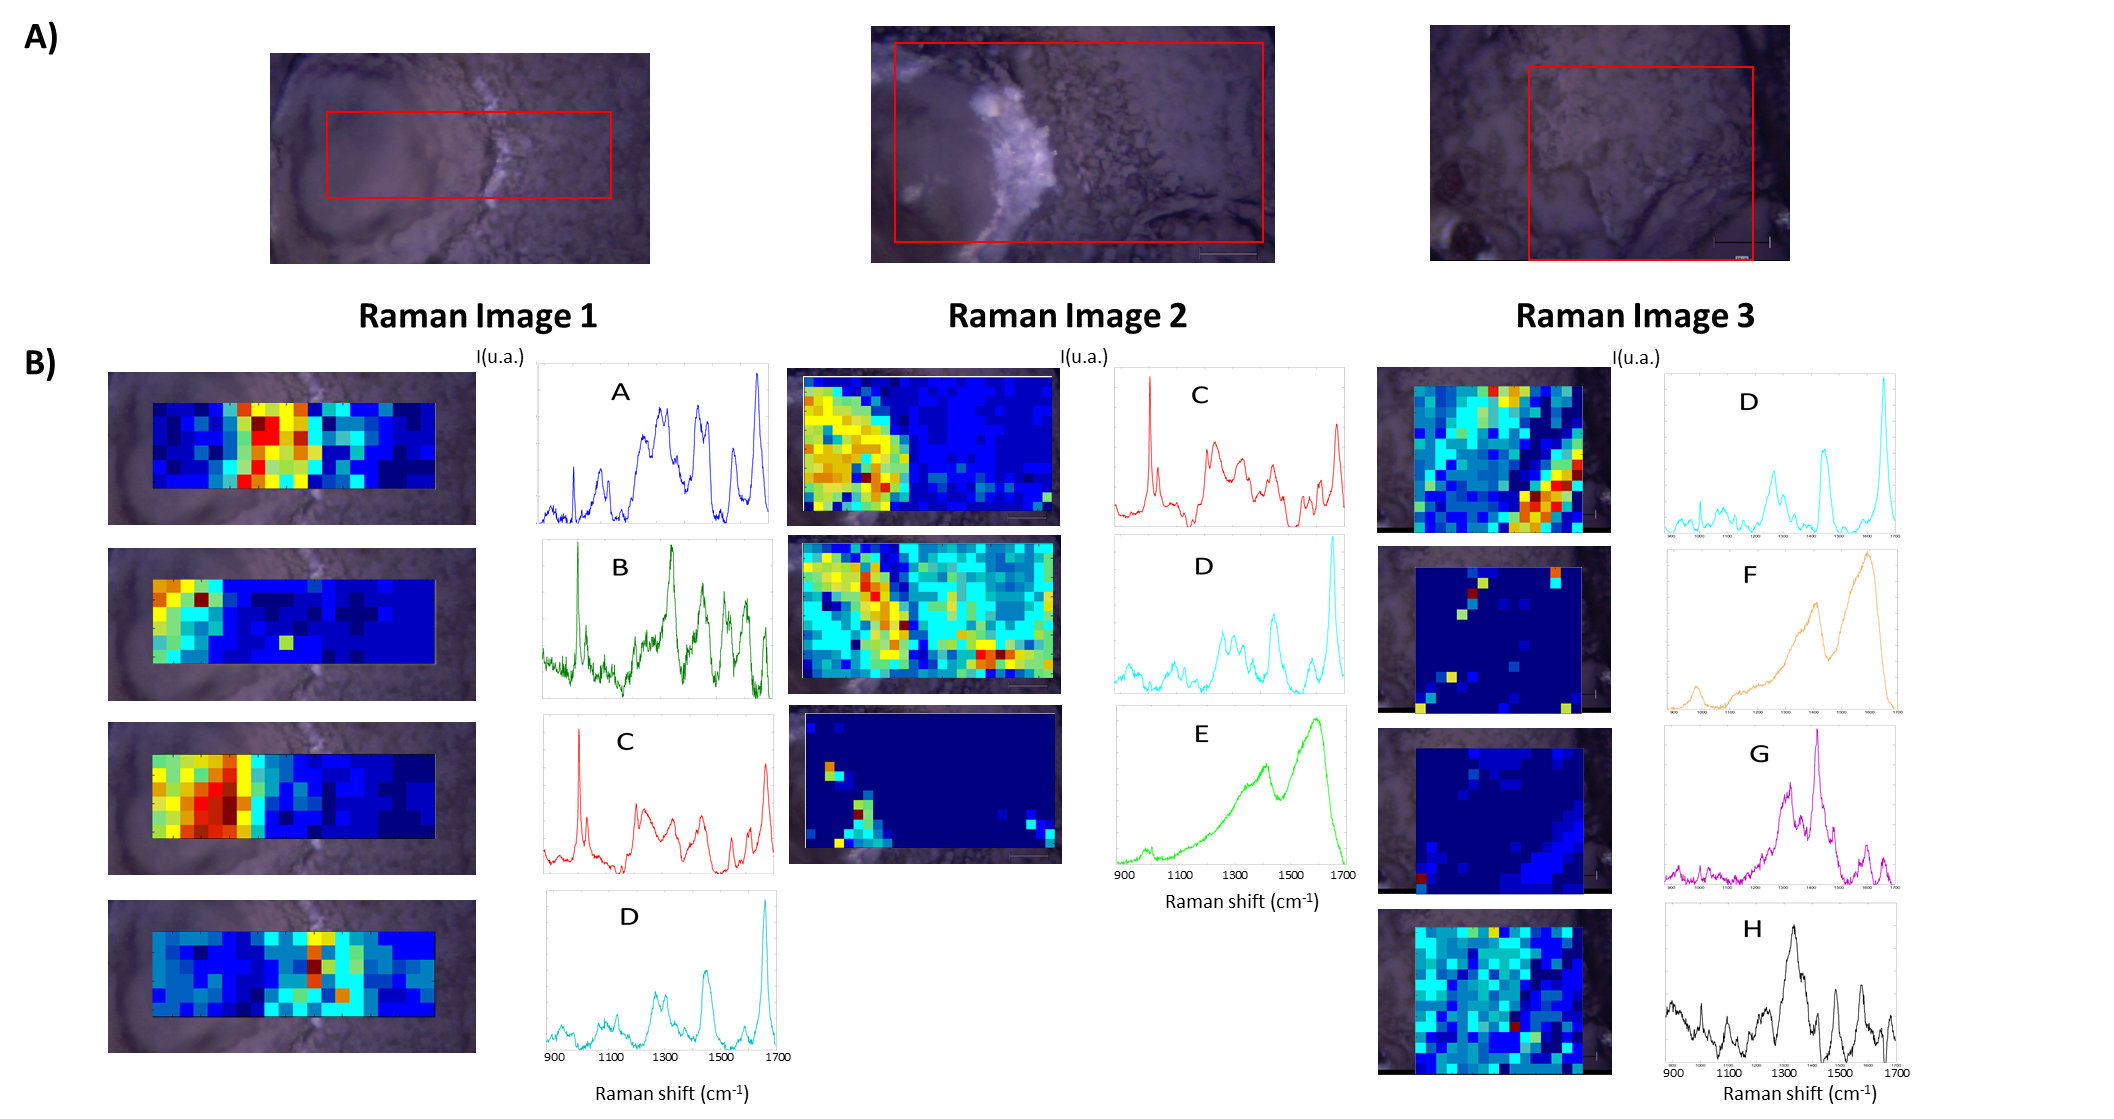 A)
Raman Image 1
Raman Image 2
Raman Image 3
B)
I(u.a.)
I(u.a.)
I(u.a.)
A
C
D
B
D
F
C
E
G
900 1100 1300 1500 1700
Raman shift (cm-1)
D
H
900 1100 1300 1500 1700
Raman shift (cm-1)
900 1100 1300 1500 1700
Raman shift (cm-1)